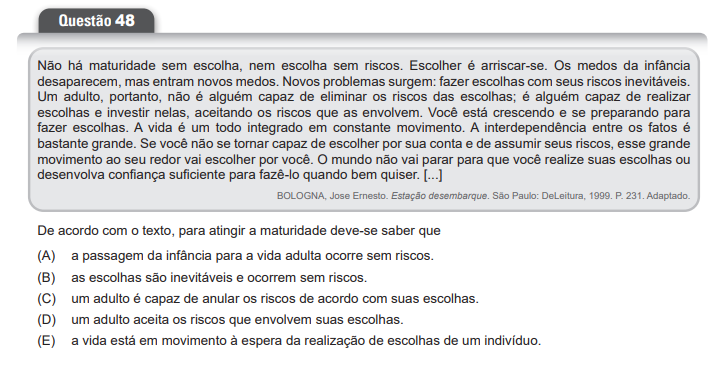 Questão 48
Não há maturidade sem escolha, nem escolha sem riscos. Escolher é arriscar-se. Os medos da infância
desaparecem, mas entram novos medos. Novos problemas surgem: fazer escolhas com seus riscos inevitáveis.
Um adulto, portanto, não é alguém capaz de eliminar os riscos das escolhas; é alguém capaz de realizar
escolhas e investir nelas, aceitando os riscos que as envolvem. Você está crescendo e se preparando para
fazer escolhas. A vida é um todo integrado em constante movimento. A interdependência entre os fatos é
bastante grande. Se você não se tornar capaz de escolher por sua conta e de assumir seus riscos, esse grande
movimento ao seu redor vai escolher por você. O mundo não vai parar para que você realize suas escolhas ou
desenvolva confiança suficiente para fazê-lo quando bem quiser. [...]
BOLOGNA, Jose Ernesto. Estação desembarque. São Paulo: DeLeitura, 1999. P. 231. Adaptado.
De acordo com o texto, para atingir a maturidade deve-se saber que
(A) a passagem da infância para a vida adulta ocorre sem riscos.
(B) as escolhas são inevitáveis e ocorrem sem riscos.
(C) um adulto é capaz de anular os riscos de acordo com suas escolhas.
(D) um adulto aceita os riscos que envolvem suas escolhas.
(E) a vida está em movimento à espera da realização de escolhas de um indivíduo.